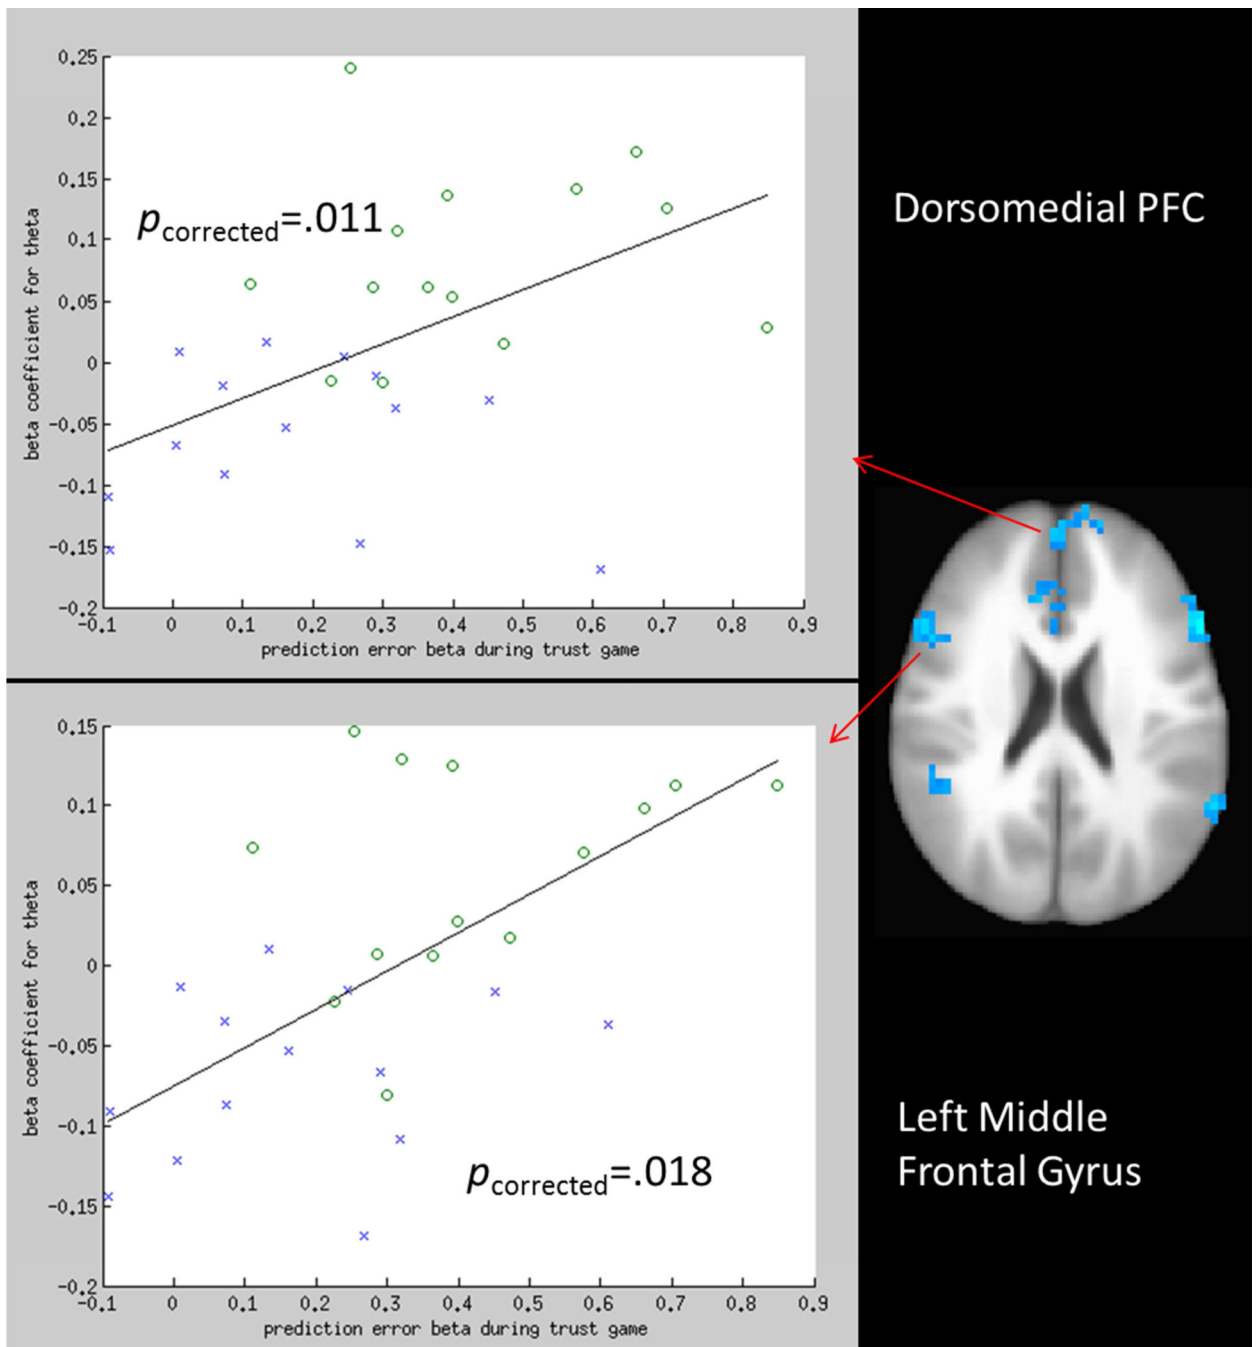 0.25
0.2
0.15
0.1
0.05
0
-0.05
-0.1
-0.15
-0.2
beta coefficient for theta
pcorrected=.011
-0.1 0 0.1 0.2 0.3 0.4 0.5 0.6 0.7 0.8 0.9
prediction error beta during trust game
Dorsomedial PFC
0.15
0.1
0.05
0
-0.05
-0.1
-0.15
-0.2
beta coefficient for theta
pcorrected=.018
-0.1 0 0.1 0.2 0.3 0.4 0.5 0.6 0.7 0.8 0.9
prediction error beta during trust game
Left Middle
Frontal Gyrus